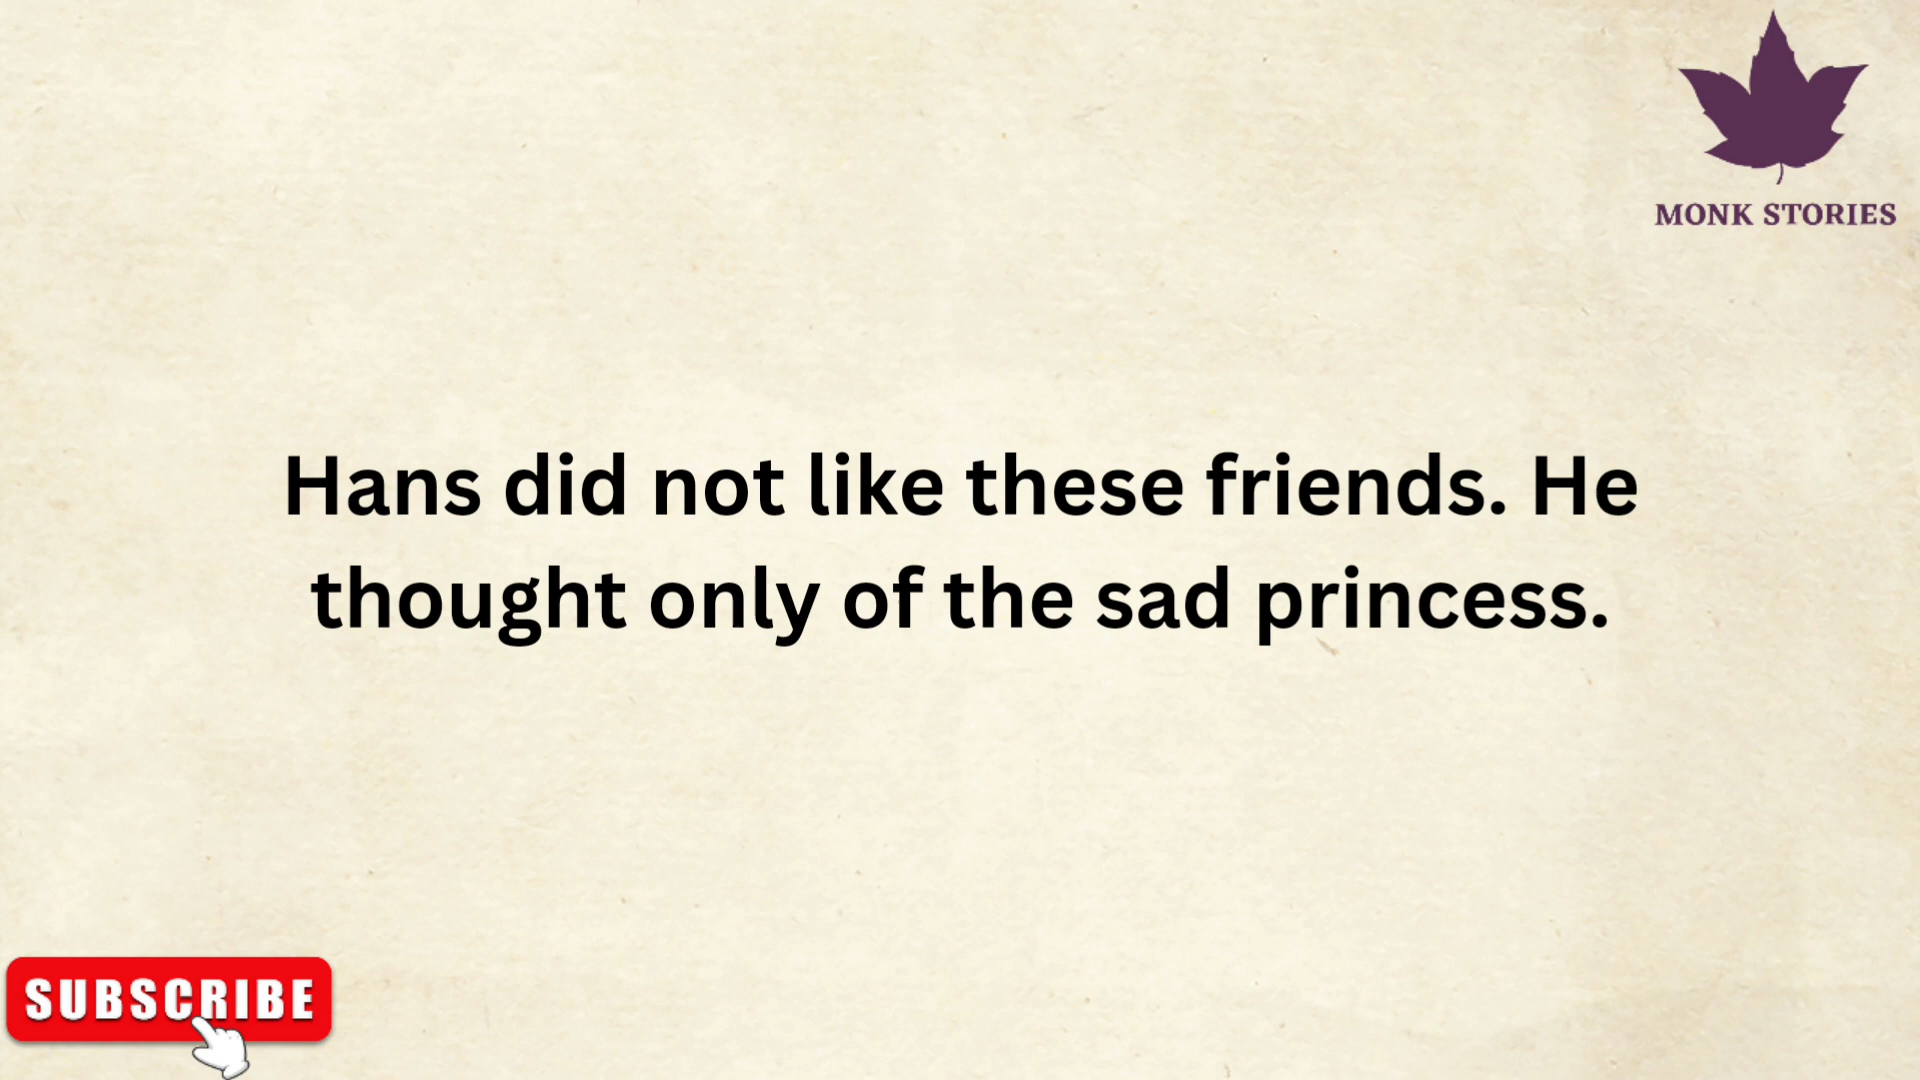 MONK STORIES
Hans did not like these friends. He
thought only of the sad princess.
SUBSCRIBE